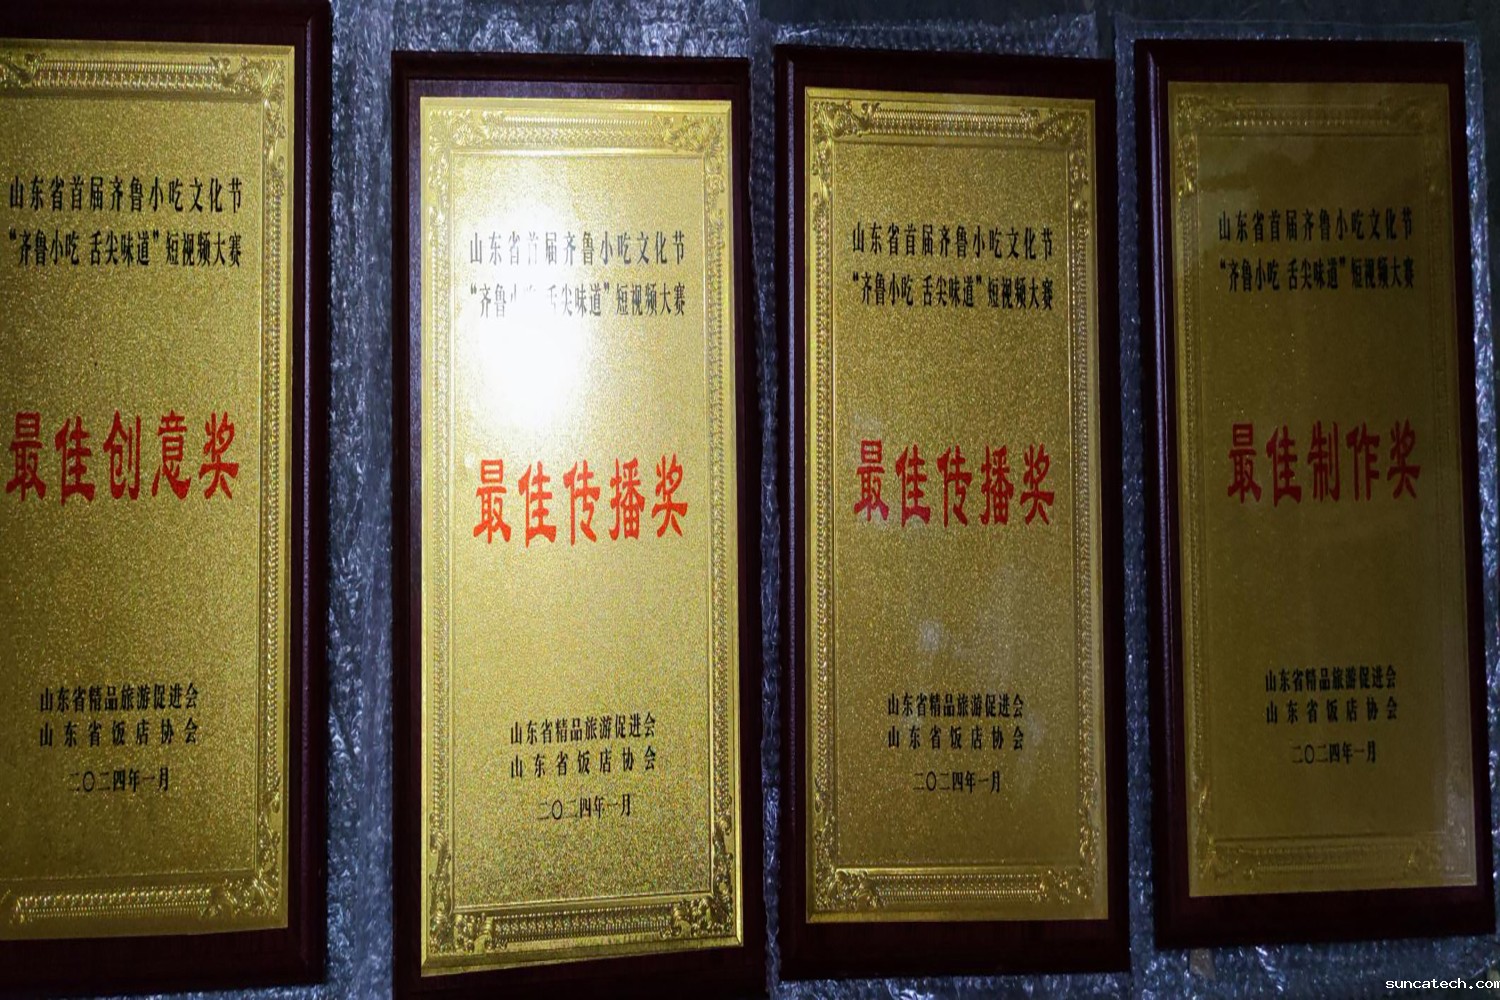 山东省首届齐鲁小吃文化节
“齐鲁小吃 舌尖味道”短视频大赛
最佳创意奖
山东省精品旅游促进会
山东省饭店协会
二〇二四年一月
山东省首届齐鲁小吃文化节
“齐鲁小 舌尖味道”短视频大赛
最佳传播奖
山东省精品旅游促进会
山东省饭店协会
二〇二四年一月
山东省首届齐鲁小吃文化节
“齐鲁小吃 舌尖味道”短视频大赛
最佳传播奖
山东省精品旅游促进会
山东省饭店协会
二〇二四年一月
山东省首届齐鲁小吃文化节
“齐鲁小吃 舌尖味道”短视频大赛
最佳制作奖
山东省精品旅游促进会
山东省饭店协会
二〇二四年一月
suncatech.com